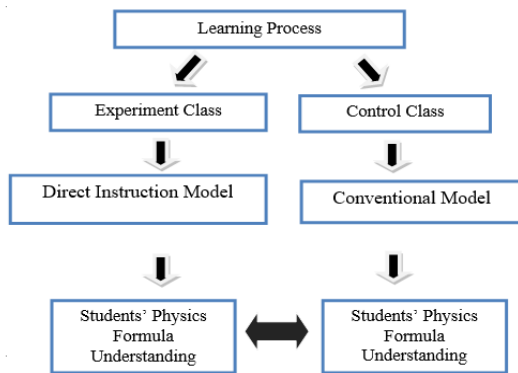 Learning Process
Experiment Class
Control Class
Direct Instruction Model
Conventional Model
Students’ Physics
Formula
Understanding
Students’ Physics
Formula
Understanding